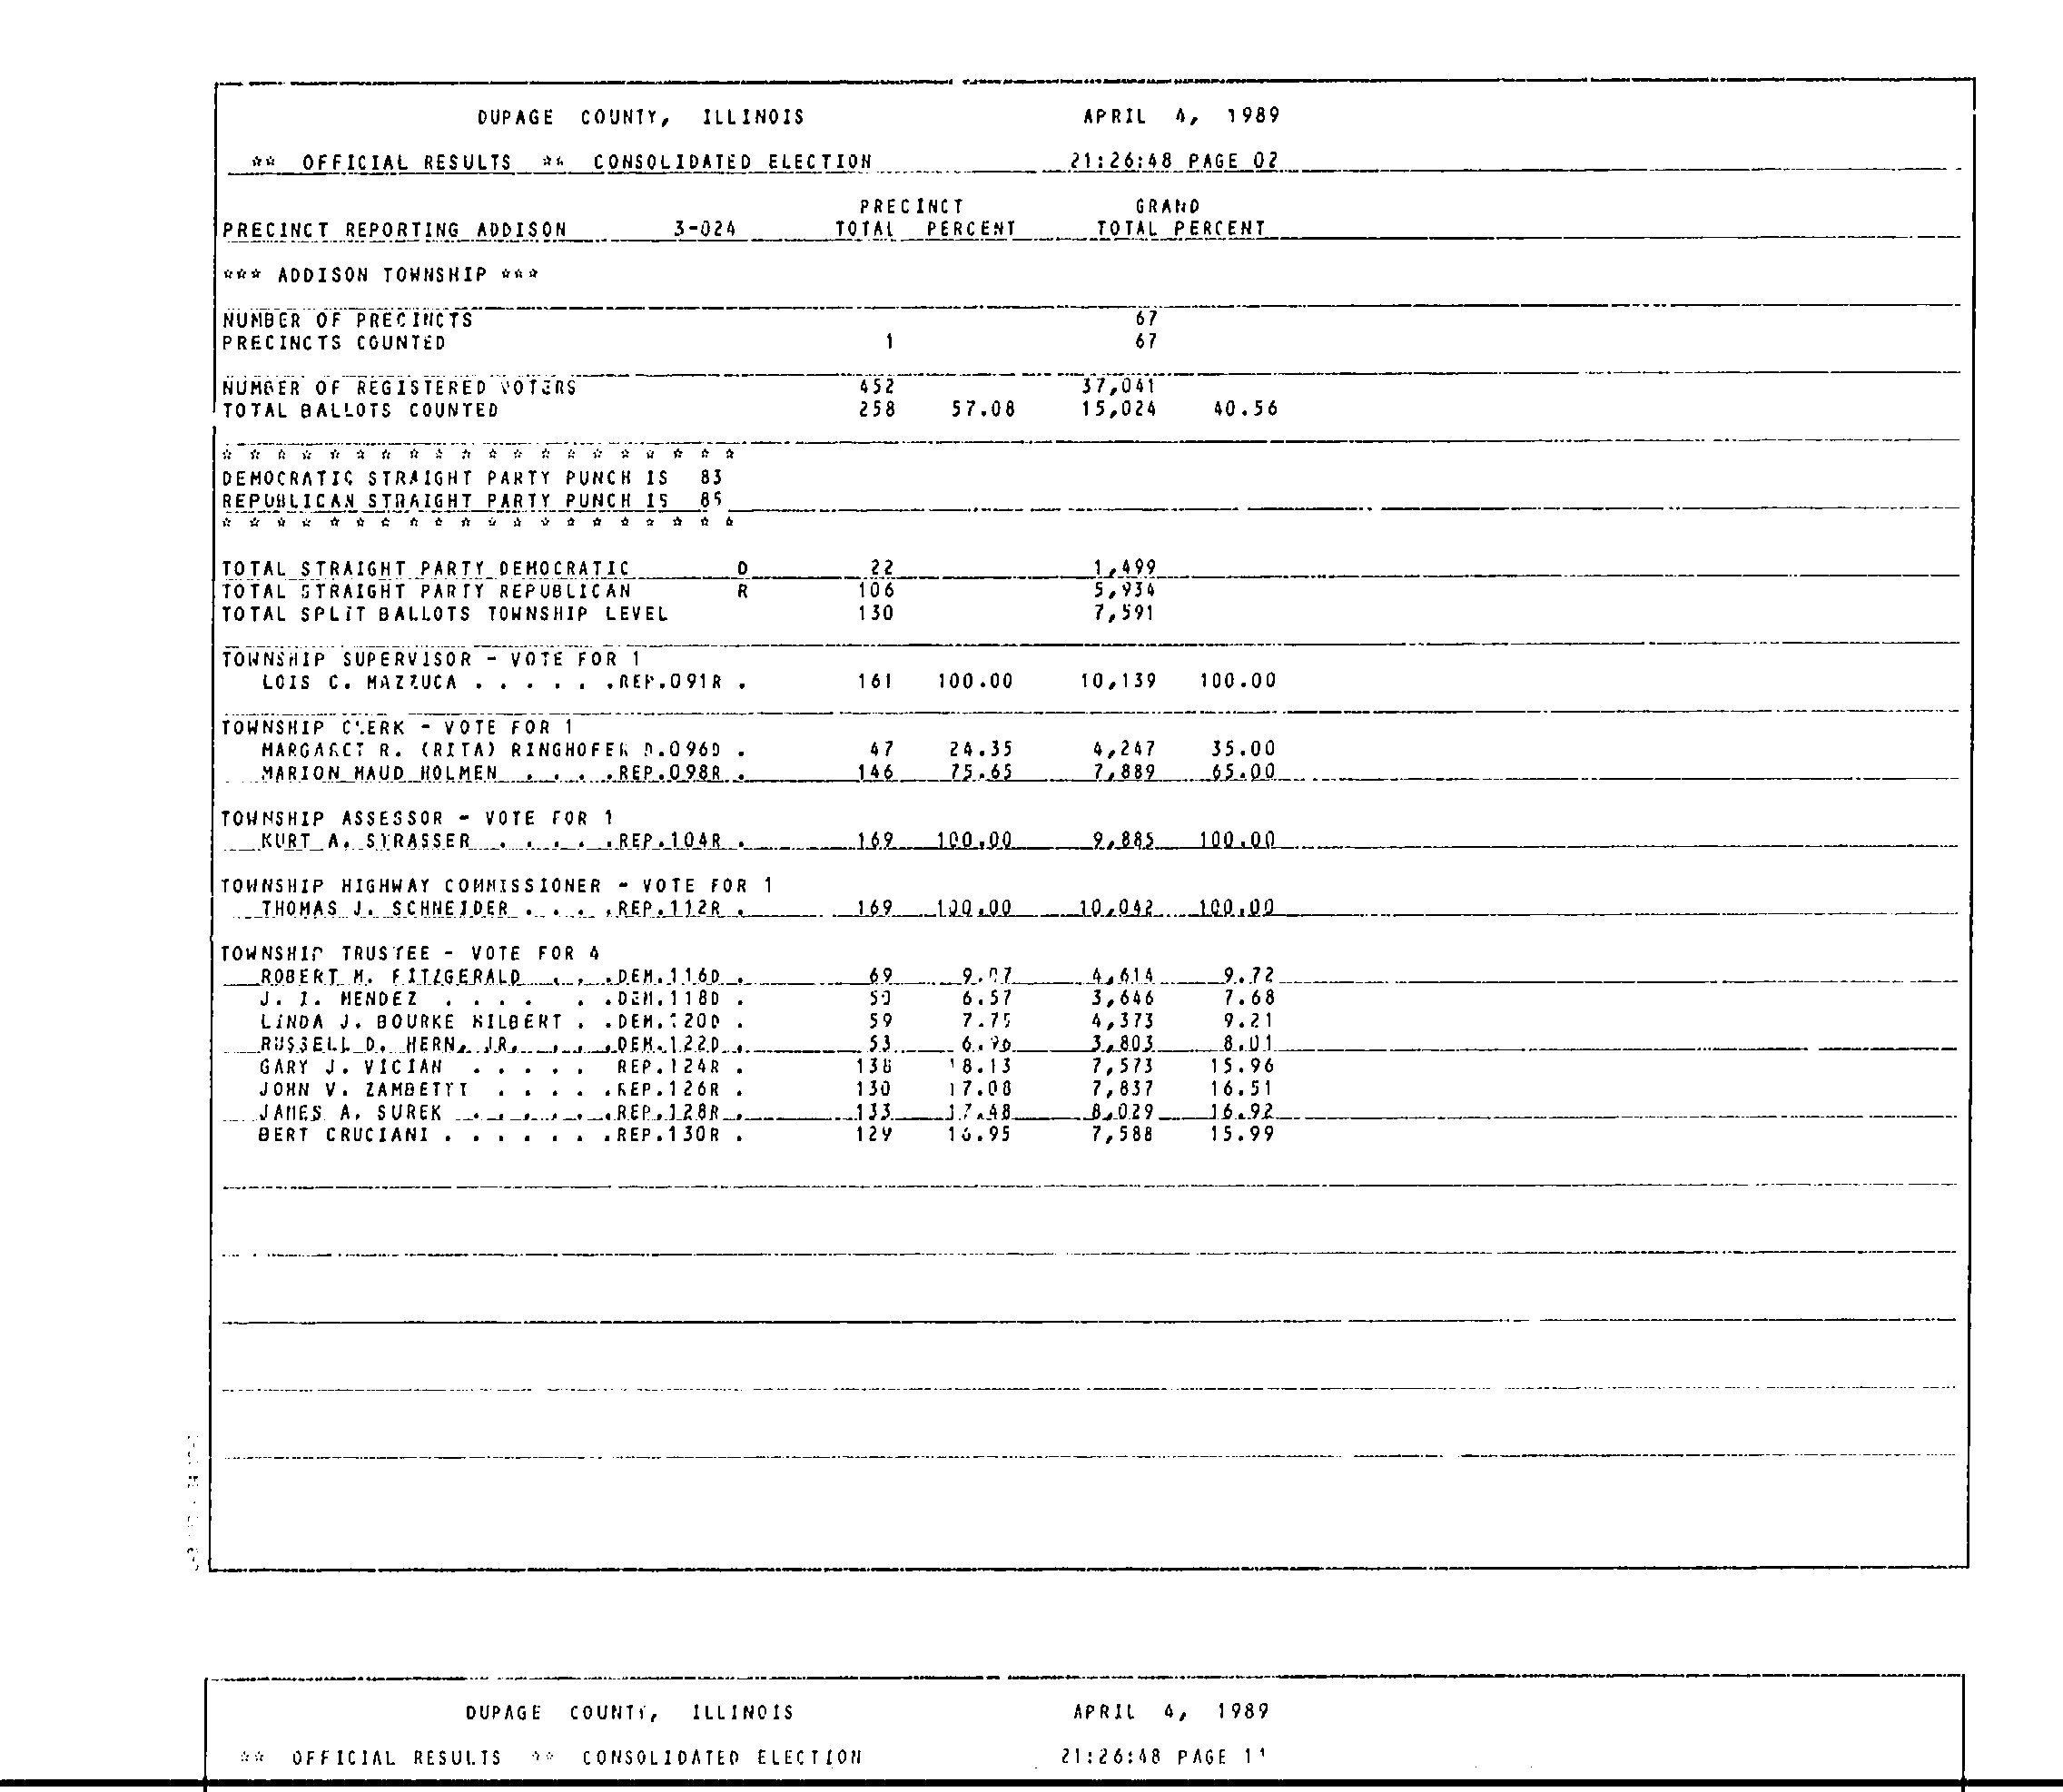 DUPAGE COUNTY, ILLINOIS APRIL 4, 1989
** OFFICIAL RESULTS ** CONSOLIDATED ELECTION 21:26:48 PAGE 02
PRECINCT GRAND
PRECINCT REPORTING ADDISON 3-024 TOTAL PERCENT TOTAL PERCENT
*** ADDISON TOWNSHIP ***
NUMBER OF PRECINCTS 67
PRECINCTS COUNTED 1 67
NUMBER OF REGISTERED VOTERS 452 37,041
TOTAL BALLOTS COUNTED 258 57.08 15,024 40.56
* * * * * * * * * * * * * * * * * * * *
DEMOCRATIC STRAIGHT PARTY PUNCH IS 83
REPUBLICAN STRAIGHT PARTY PUNCH IS 85
* * * * * * * * * * * * * * * * * * * *
TOTAL STRAIGHT PARTY DEMOCRATIC D 22 1,499
TOTAL STRAIGHT PARTY REPUBLICAN R 106 5,934
TOTAL SPLIT BALLOTS TOWNSHIP LEVEL 130 7,591
TOWNSHIP SUPERVISOR - VOTE FOR 1
LOIS C. MAZZUCA . . . . . .REP.091R . 161 100.00 10,139 100.00
TOWNSHIP CLERK - VOTE FOR 1
MARGARET R. (RITA) RINGHOFER D.096D . 47 24.35 4,247 35.00
MARION MAUD HOLMEN . . . .REP.098R . 146 75.65 7,889 65.00
TOWNSHIP ASSESSOR - VOTE FOR 1
KURT A. STRASSER . . . . .REP.104R . 169 100.00 9,885 100.00
TOWNSHIP HIGHWAY COMMISSIONER - VOTE FOR 1
THOMAS J. SCHNEIDER . . . .REP.112R . 169 100.00 10,042 100.00
TOWNSHIP TRUSTEE - VOTE FOR 4
ROBERT M. FITZGERALD . . .DEM.116D . 69 9.07 4,614 9.72
J. I. MENDEZ . . . . . .DEM.118D . 50 6.57 3,646 7.68
LINDA J. BOURKE HILBERT . .DEM.120D . 59 7.75 4,373 9.21
RUSSELL D. HERN, JR. . . .DEM.122D . 53 6.96 3,803 8.01
GARY J. VICIAN . . . . . REP.124R . 138 18.13 7,573 15.96
JOHN V. ZAMBETTI . . . . .REP.126R . 130 17.08 7,837 16.51
JAMES A. SUREK . . . . . .REP.128R . 133 17.48 8,029 16.92
BERT CRUCIANI . . . . . . .REP.130R . 129 16.95 7,588 15.99
DUPAGE COUNTY, ILLINOIS APRIL 4, 1989
** OFFICIAL RESULTS ** CONSOLIDATED ELECTION 21:26:48 PAGE 11